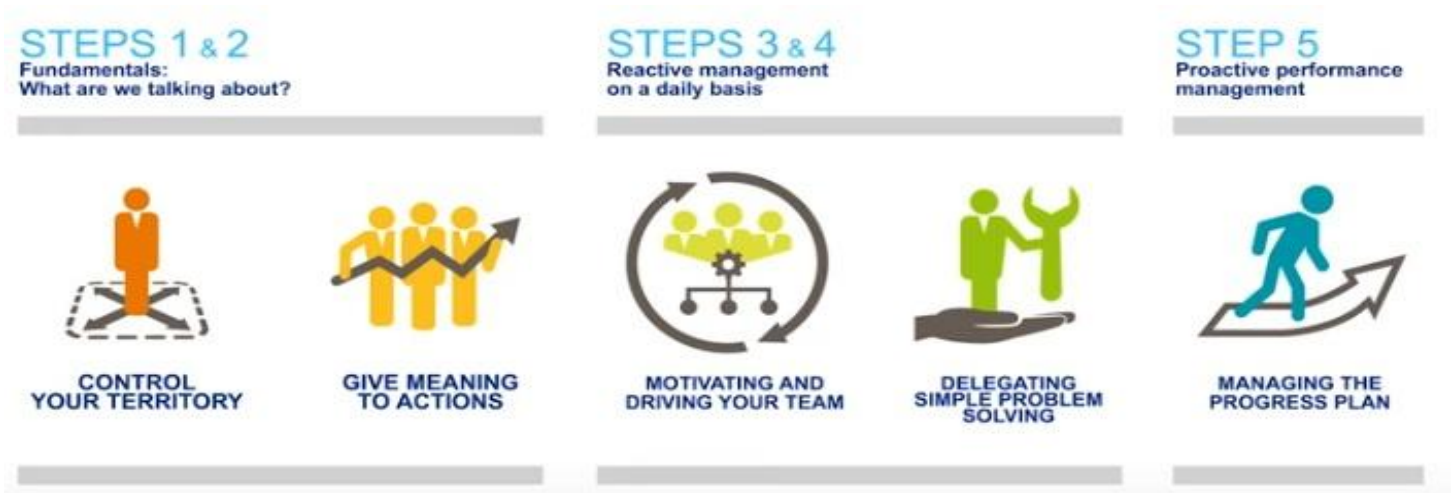 STEPS 1 & 2
Fundamentals:
What are we talking about?
CONTROL
YOUR TERRITORY
GIVE MEANING
TO ACTIONS
STEPS 3 & 4
Reactive management
on a daily basis
MOTIVATING AND
DRIVING YOUR TEAM
DELEGATING
SIMPLE PROBLEM
SOLVING
STEP 5
Proactive performance
management
MANAGING THE
PROGRESS PLAN